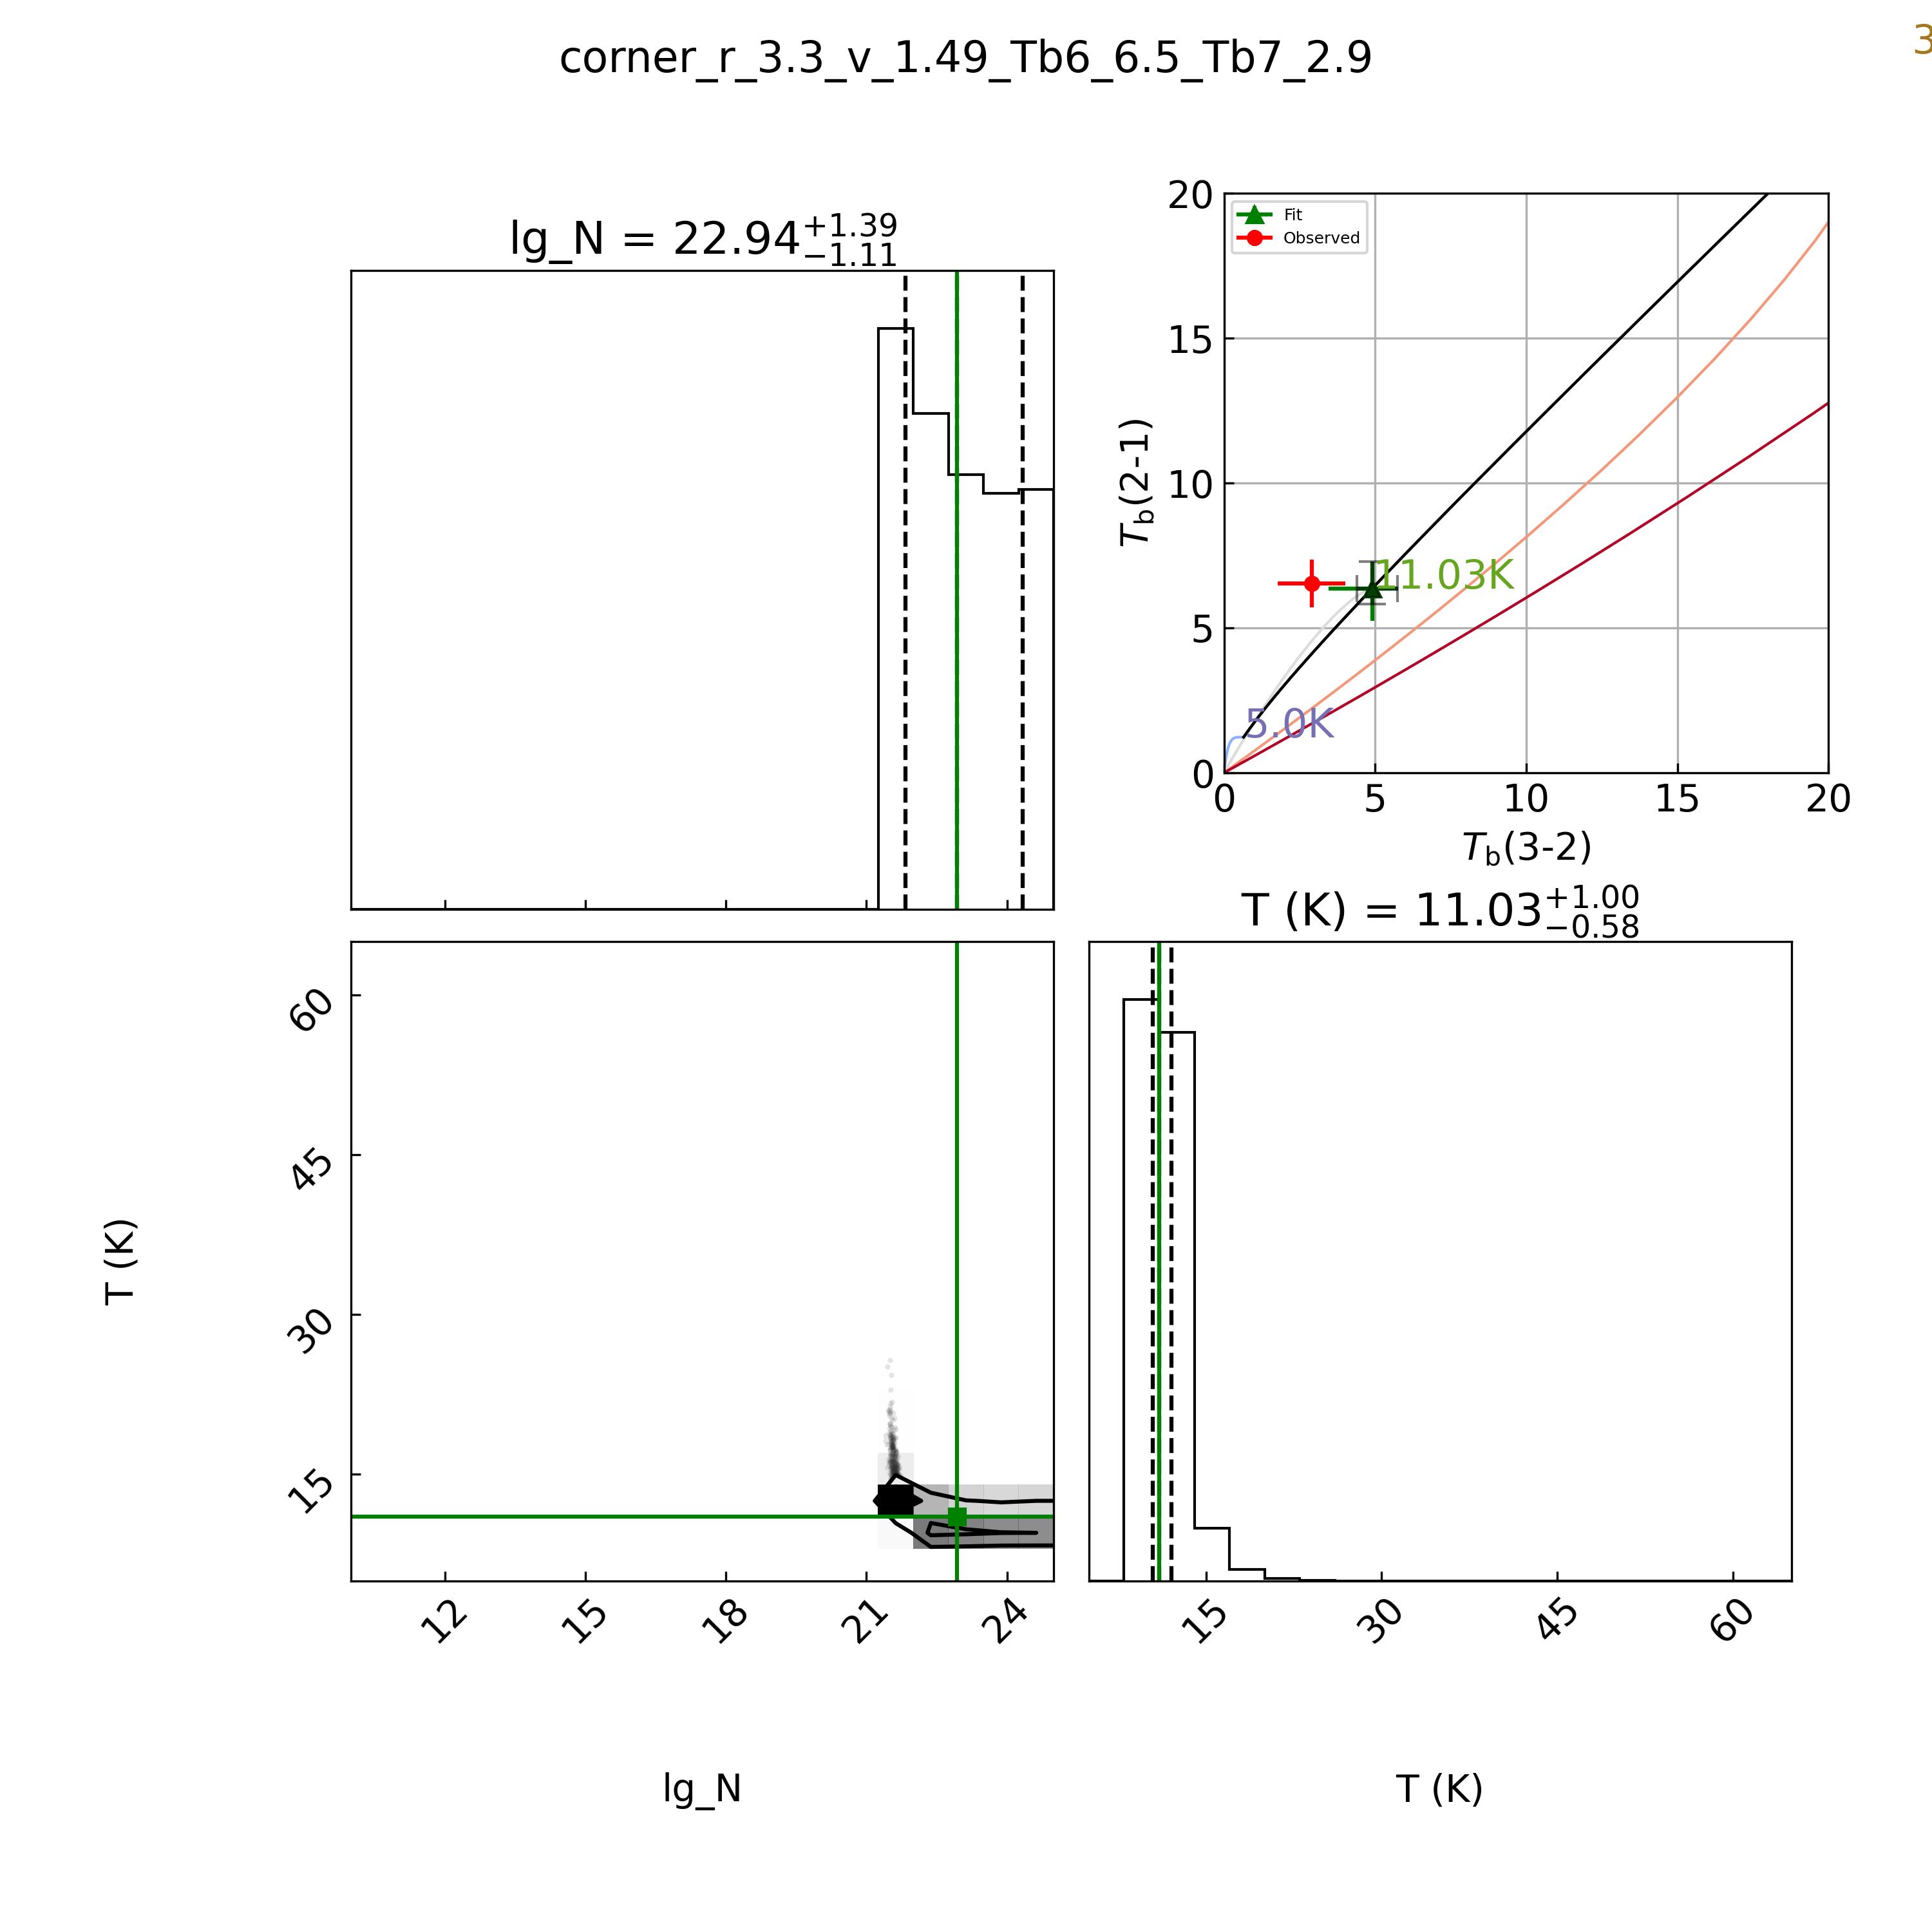 corner_r_3.3_v_1.49_Tb6_6.5_Tb7_2.9
3
lg_N = 22.94+1.39−1.11
20
15
10
5
0
Tb(2-1)
Fit
Observed
11.03K
5.0K
0 5 10 15 20
Tb(3-2)
T (K) = 11.03+1.00−0.58
60
45
30
15
T (K)
12 15 18 21 24
15 30 45 60
lg_N
T (K)